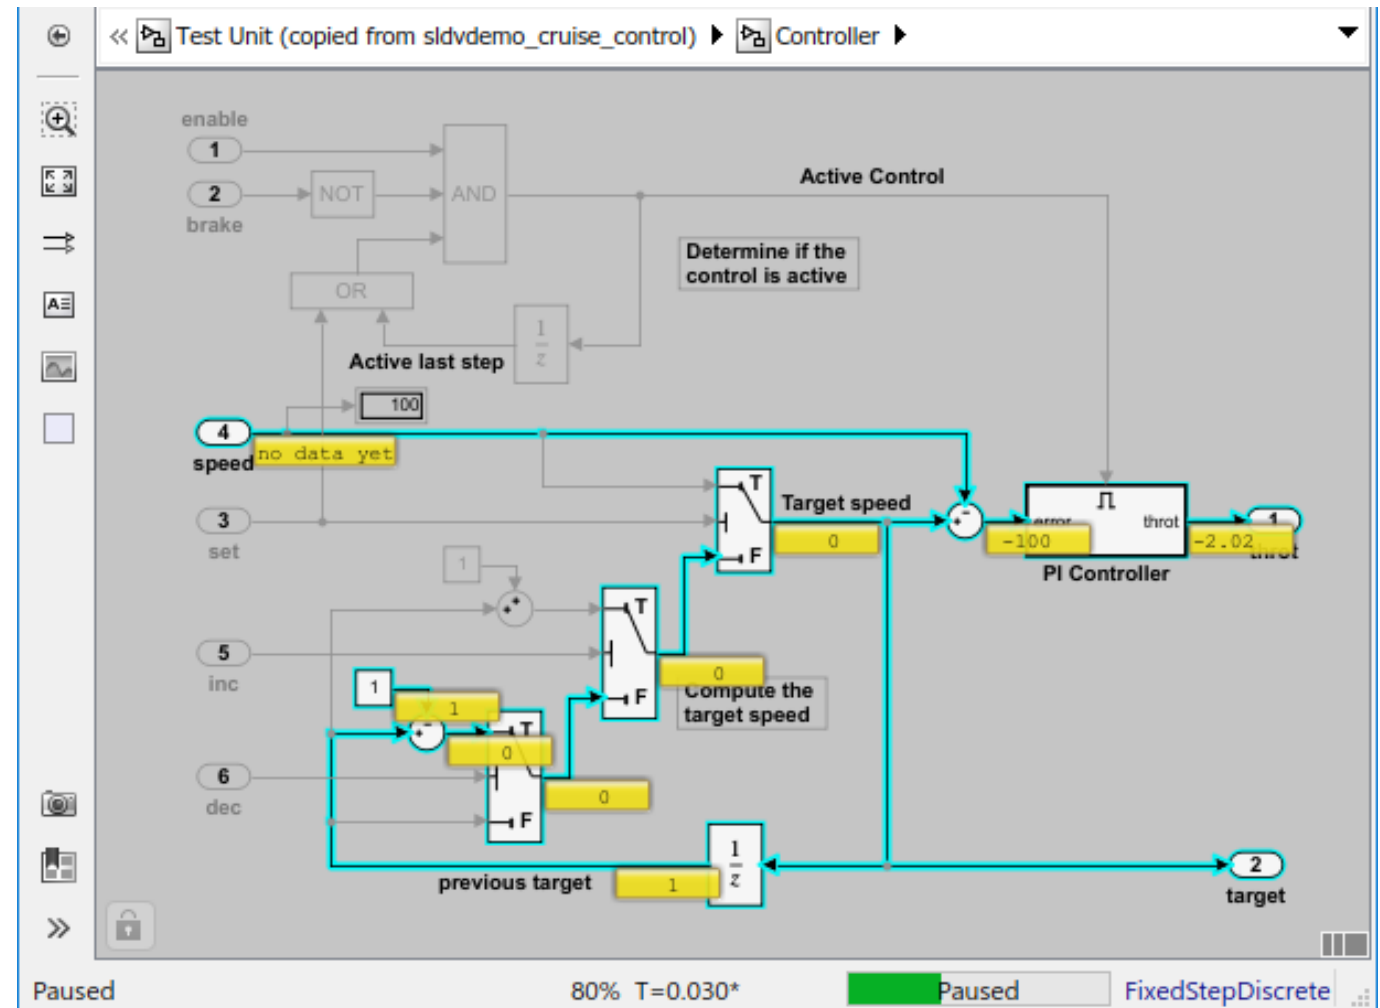 « Test Unit (copied from sldvdemo_cruise_control) Controller
enable
1
2
brake
NOT
AND
Active Control
Determine if the
control is active
OR
1
z
Active last step
100
4
speed
no data yet
T
F
Target speed
0
3
set
-100
error
throt
-2.02
1
throt
PI Controller
1
T
F
5
inc
0
Compute the
target speed
1
1
T
0
F
0
6
dec
1
z
previous target
1
2
target
Paused
80%
T=0.030*
Paused
FixedStepDiscrete